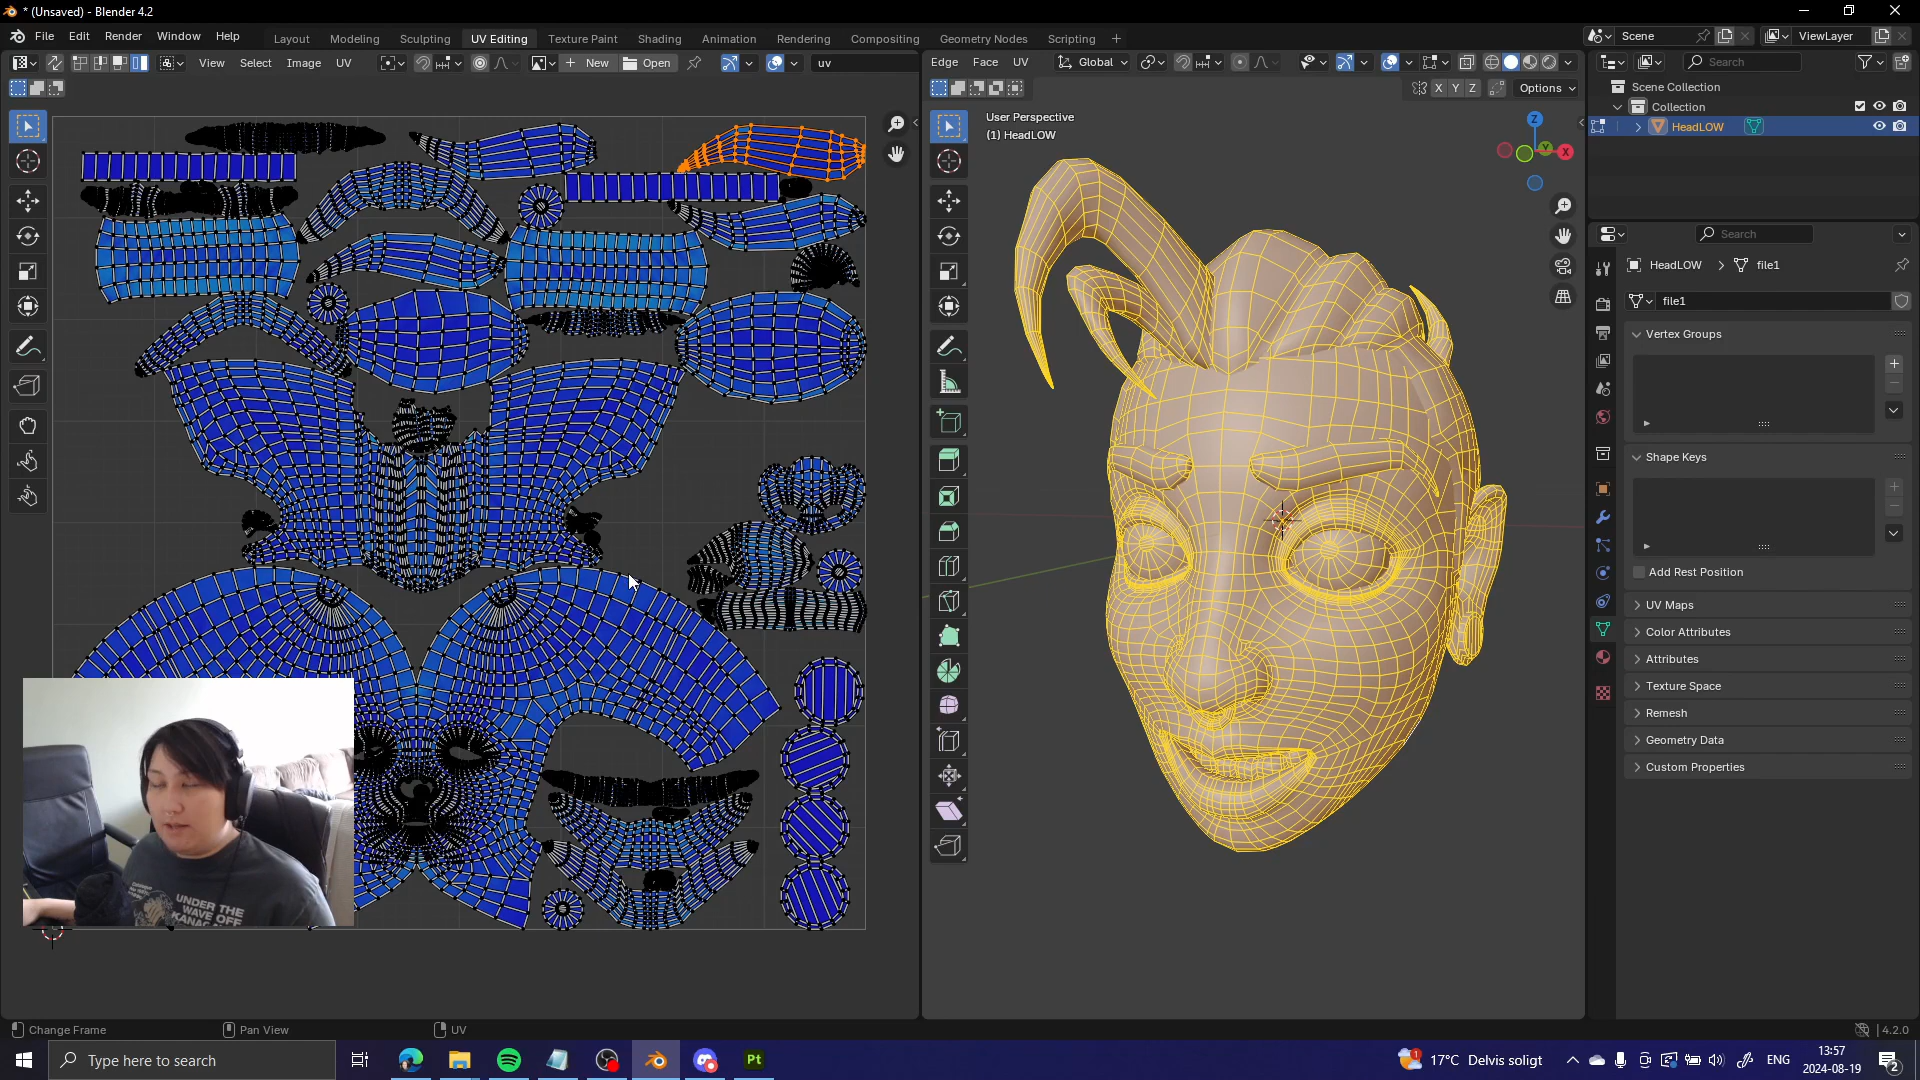 * (Unsaved) - Blender 4.2
File Edit Render Window Help
Layout Modeling Sculpting UV Editing Texture Paint Shading Animation Rendering Compositing Geometry Nodes Scripting +
Scene
ViewLayer
View Select Image UV
New
Open
uv
Edge Face UV
Global
Search
X Y Z
Options
Scene Collection
Collection
HeadLOW
User Perspective
(1) HeadLOW
Z
Y
X
Search
HeadLOW > file1
file1
Vertex Groups
Shape Keys
Add Rest Position
UV Maps
Color Attributes
Attributes
Texture Space
Remesh
Geometry Data
Custom Properties
UNDER THE
WAVE OFF
KANAG
Change Frame
Pan View
UV
4.2.0
Type here to search
Pt
1
17°C Delvis soligt
ENG
13:57
2024-08-19
2